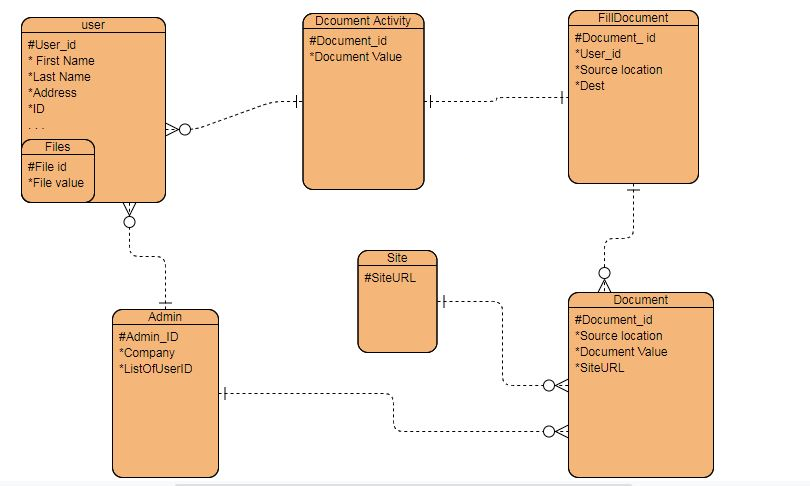 user
#User_id
* First Name
*Last Name
*Address
*ID
. . .
Files
#File id
*File value
Dcoument Activity
#Document_id
*Document Value
FillDocument
#Document_ id
*User_id
*Source location
*Dest
Site
#SiteURL
Admin
#Admin_ID
*Company
*ListOfUserID
Document
#Document_id
*Source location
*Document Value
*SiteURL